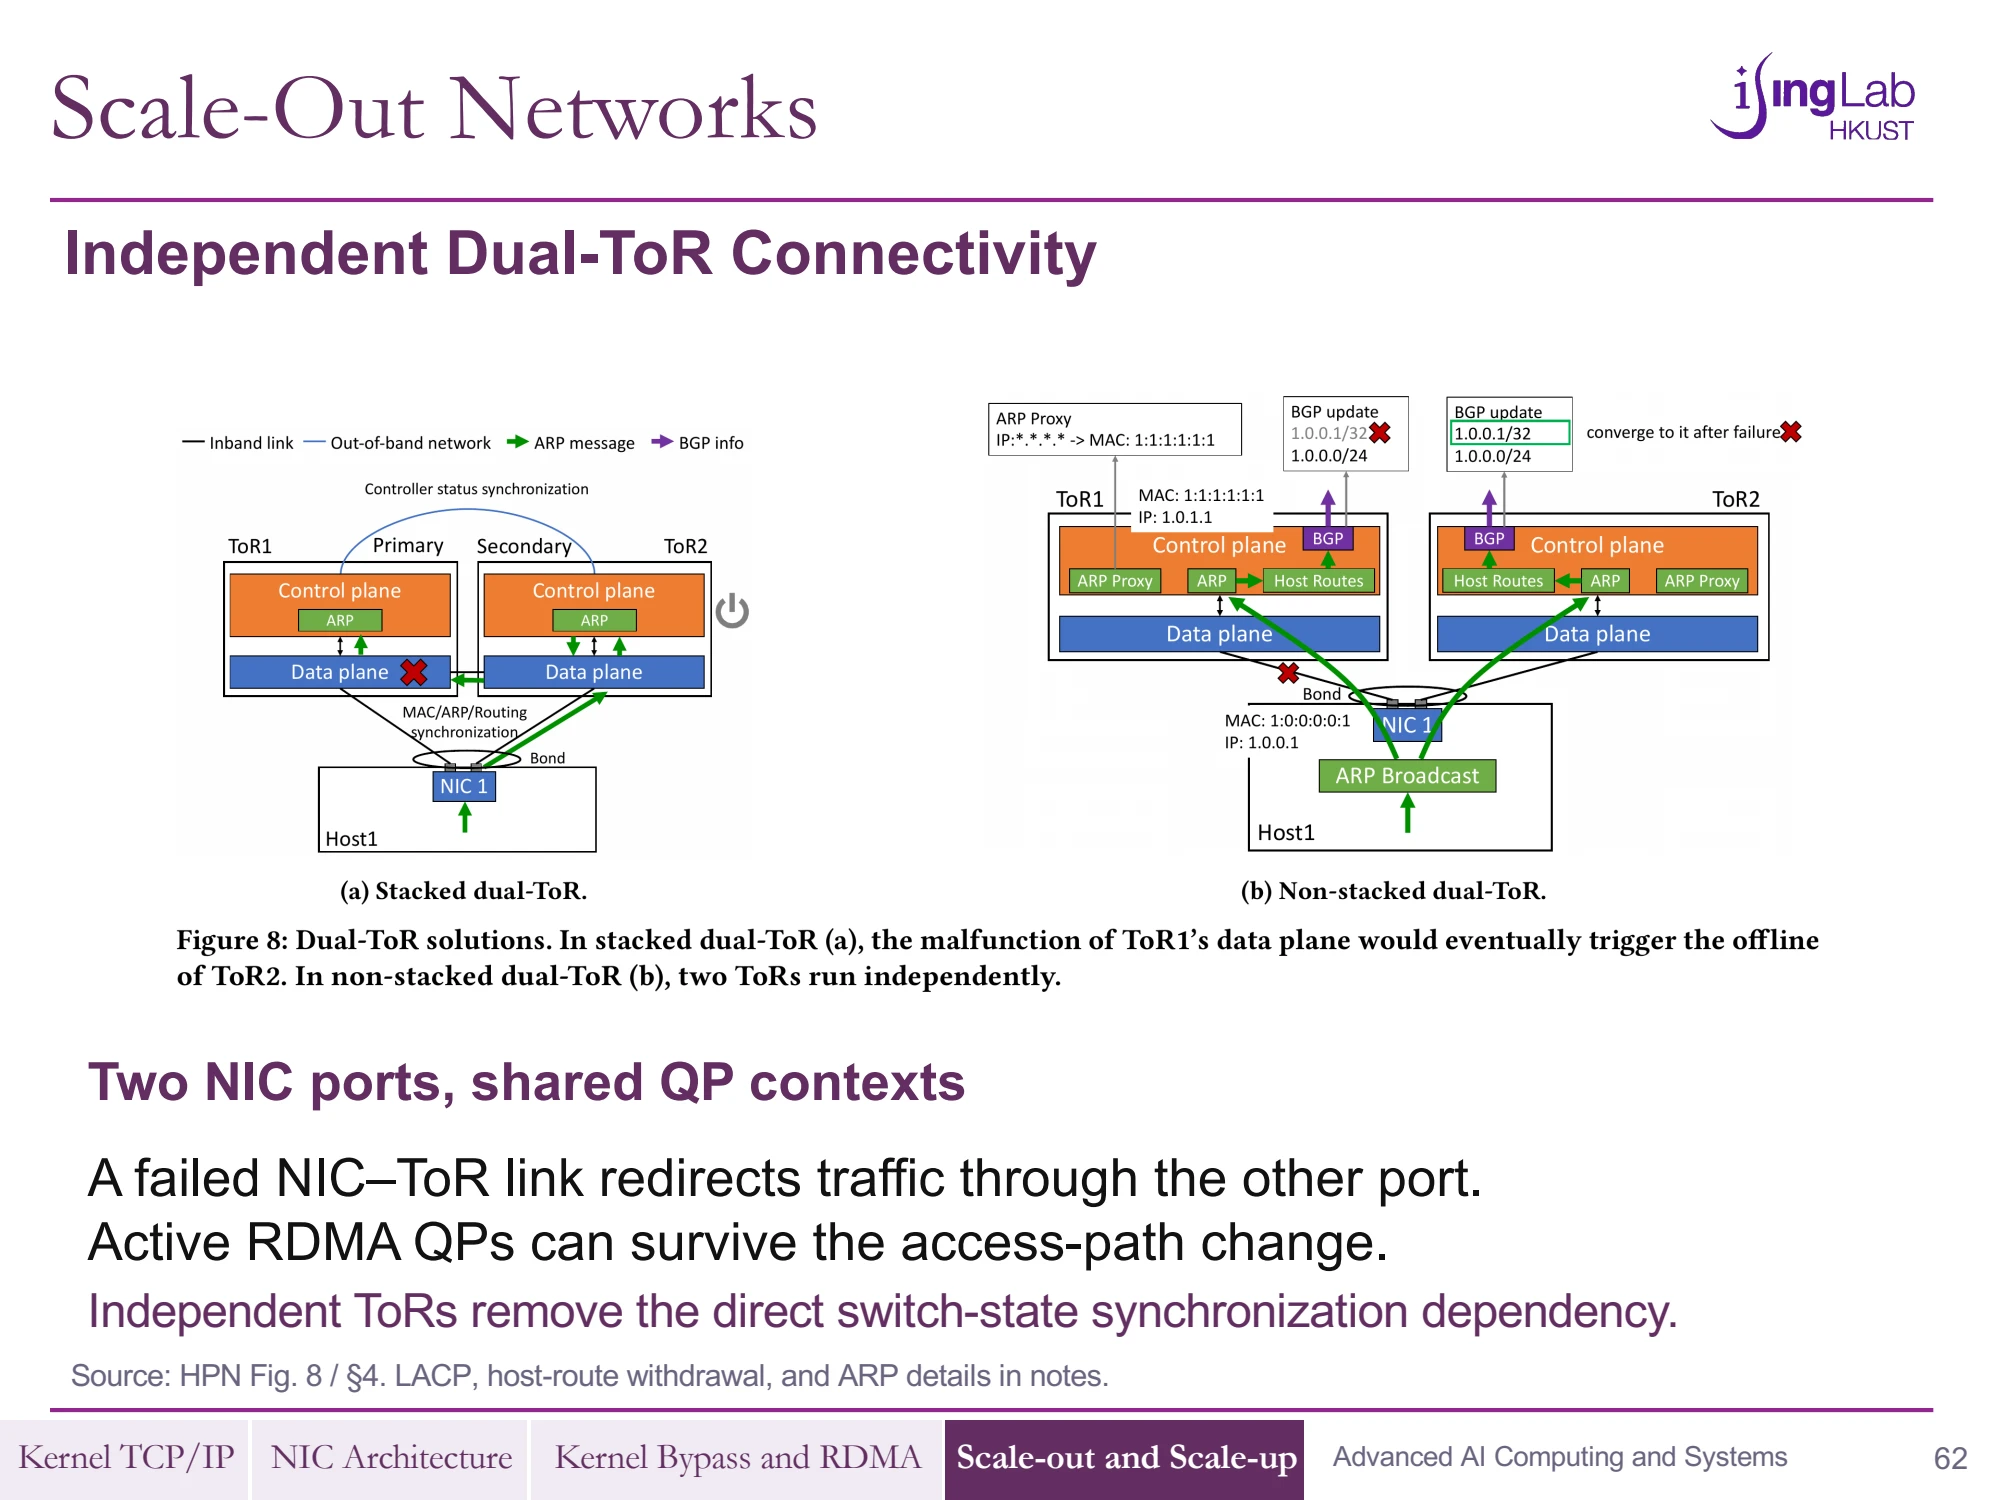 Scale-Out Networks
isingLab
HKUST
Independent Dual-ToR Connectivity
Inband link Out-of-band network ARP message BGP info
Controller status synchronization
ToR1 Primary Secondary ToR2
Control plane Control plane
ARP ARP
Data plane Data plane
MAC/ARP/Routing
synchronization
Bond
NIC 1
Host1
(a) Stacked dual-ToR.
ARP Proxy
IP:*.*.*.* -> MAC: 1:1:1:1:1:1
BGP update
1.0.0.1/32
1.0.0.0/24
BGP update
1.0.0.1/32
1.0.0.0/24
converge to it after failure
ToR1
MAC: 1:1:1:1:1:1
IP: 1.0.1.1
ToR2
Control plane BGP
BGP Control plane
ARP Proxy ARP Host Routes
Host Routes ARP ARP Proxy
Data plane Data plane
Bond
MAC: 1:0:0:0:0:1
IP: 1.0.0.1
NIC 1
ARP Broadcast
Host1
(b) Non-stacked dual-ToR.
Figure 8: Dual-ToR solutions. In stacked dual-ToR (a), the malfunction of ToR1’s data plane would eventually trigger the offline
of ToR2. In non-stacked dual-ToR (b), two ToRs run independently.
Two NIC ports, shared QP contexts
A failed NIC–ToR link redirects traffic through the other port.
Active RDMA QPs can survive the access-path change.
Independent ToRs remove the direct switch-state synchronization dependency.
Source: HPN Fig. 8 / §4. LACP, host-route withdrawal, and ARP details in notes.
Kernel TCP/IP NIC Architecture Kernel Bypass and RDMA Scale-out and Scale-up Advanced AI Computing and Systems 62